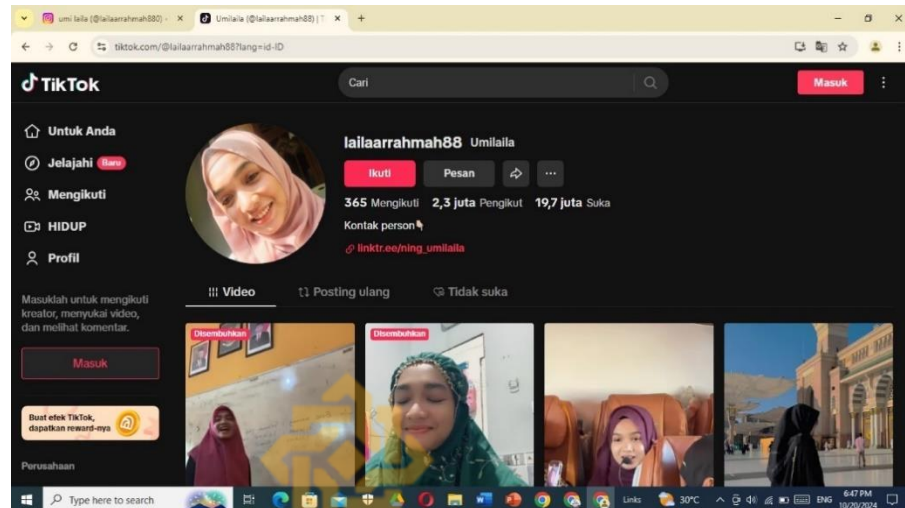 umi laila (@lailaarrahmah880) -
Umilaila (@lailaarrahmah88) | T
tiktok.com/@lailaarrahmah88?lang=id-ID
TikTok
Cari
Masuk
Untuk Anda
Jelajahi Baru
Mengikuti
HIDUP
Profil
Masuklah untuk mengikuti
kreator, menyukai video,
dan melihat komentar.
Masuk
Buat efek TikTok,
dapatkan reward-nya
Perusahaan
lailaarrahmah88 Umilaila
Ikuti Pesan
365 Mengikuti 2,3 juta Pengikut 19,7 juta Suka
Kontak person
linktr.ee/ning_umilaila
Video Posting ulang Tidak suka
Disembuhkan
Disembuhkan
Type here to search
Links 30°C ENG 6:47 PM
10/20/2024